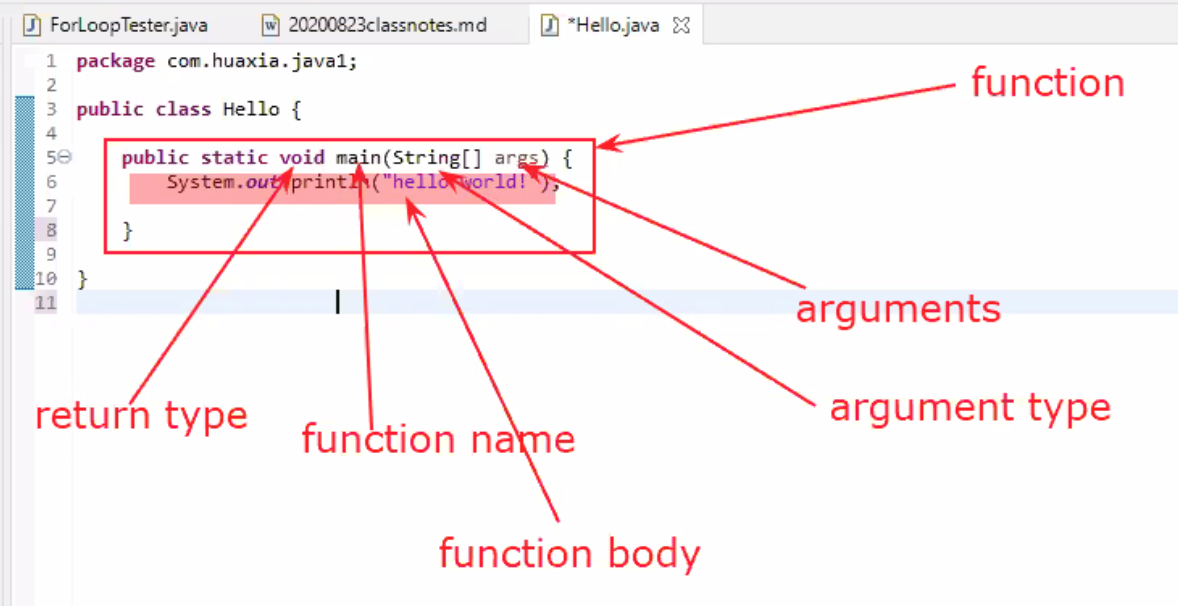 ForLoopTester.java 20200823classnotes.md *Hello.java
1 package com.huaxia.java1;
2
3 public class Hello {
4
5 public static void main(String[] args) {
6 System.out.println("hello world!");
7
8 }
9
10 }
11
function
arguments
argument type
return type
function name
function body